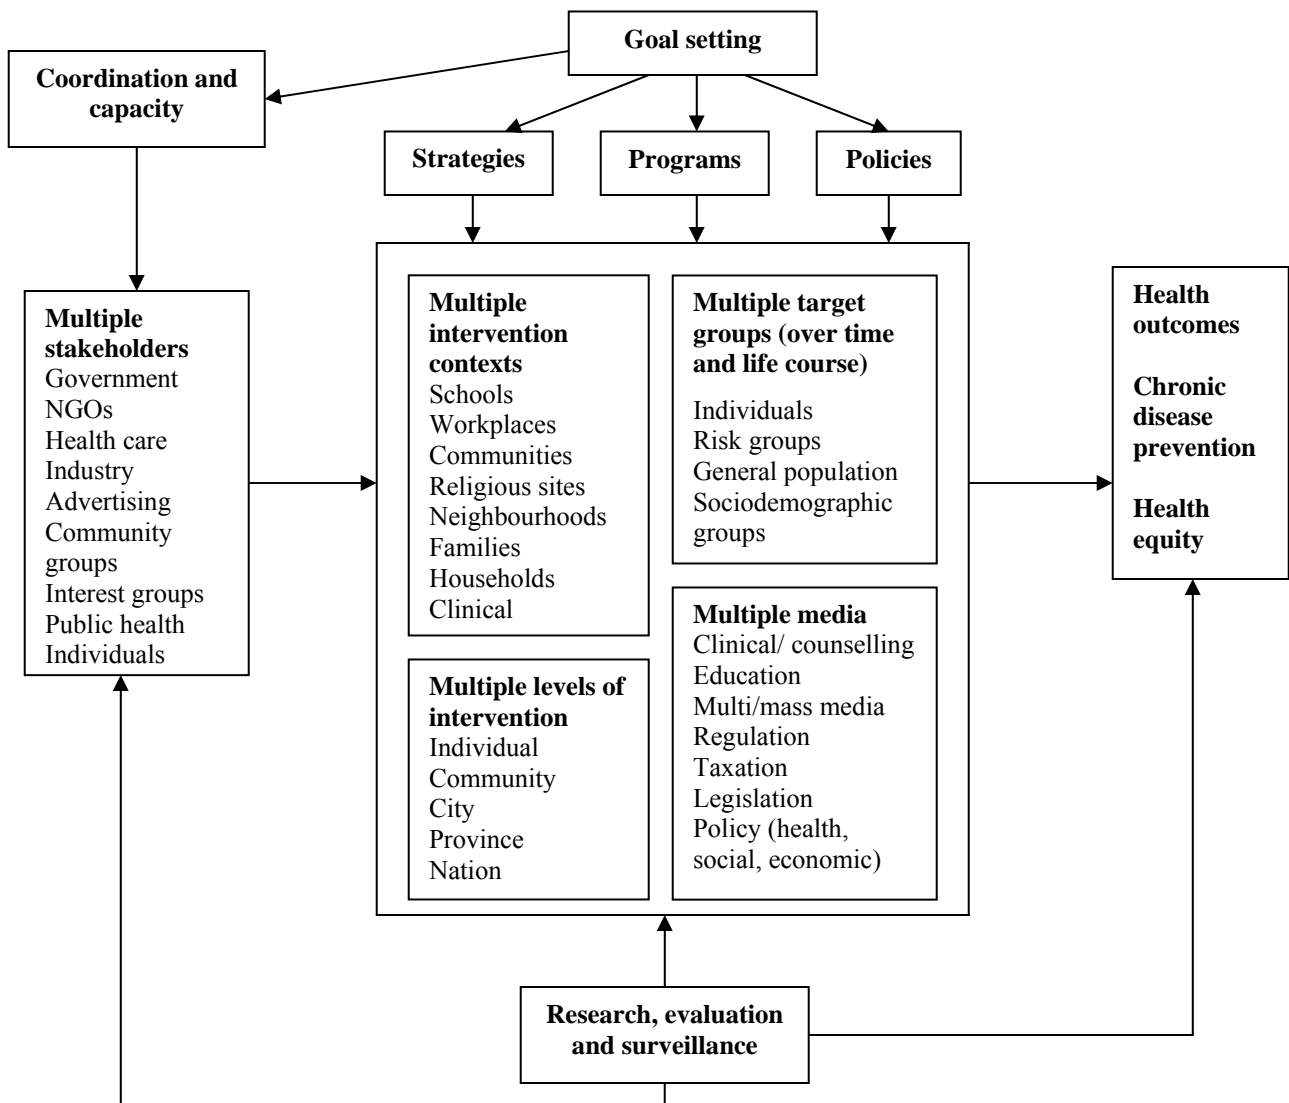 Goal setting
Coordination and
capacity
Strategies
Programs
Policies
Multiple
stakeholders
Government
NGOs
Health care
Industry
Advertising
Community
groups
Interest groups
Public health
Individuals
Multiple
intervention
contexts
Schools
Workplaces
Communities
Religious sites
Neighbourhoods
Families
Households
Clinical
Multiple levels of
intervention
Individual
Community
City
Province
Nation
Multiple target
groups (over time
and life course)
Individuals
Risk groups
General population
Sociodemographic
groups
Multiple media
Clinical/ counselling
Education
Multi/mass media
Regulation
Taxation
Legislation
Policy (health,
social, economic)
Health
outcomes
Chronic
disease
prevention
Health
equity
Research, evaluation
and surveillance